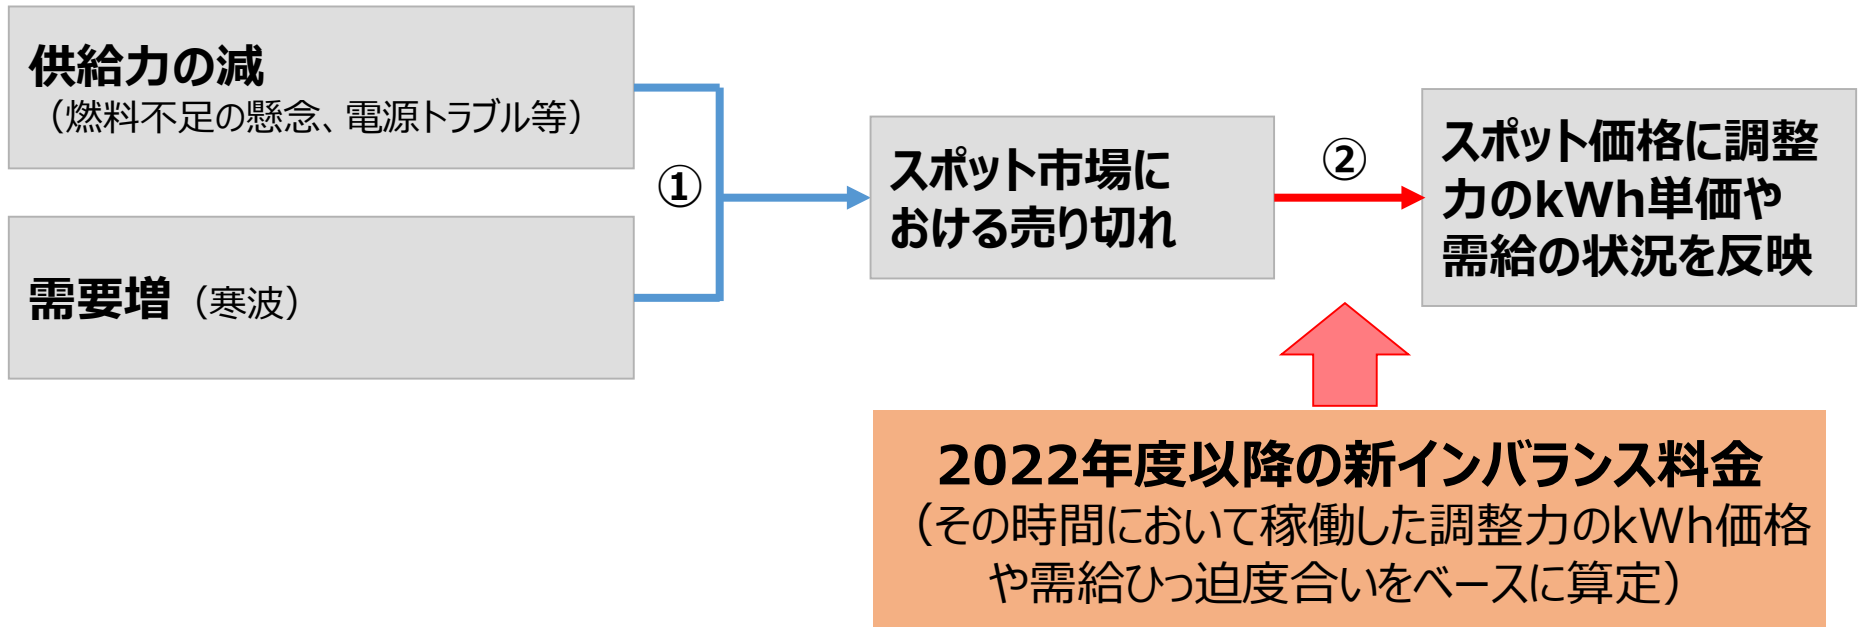 供給力の減
（燃料不足の懸念、電源トラブル等）
①
需要増（寒波）
スポット市場に
おける売り切れ
②
スポット価格に調整
力のkWh単価や
需給の状況を反映
2022年度以降の新インバランス料金
（その時間において稼働した調整力のkWh価格
や需給ひっ迫度合いをベースに算定）